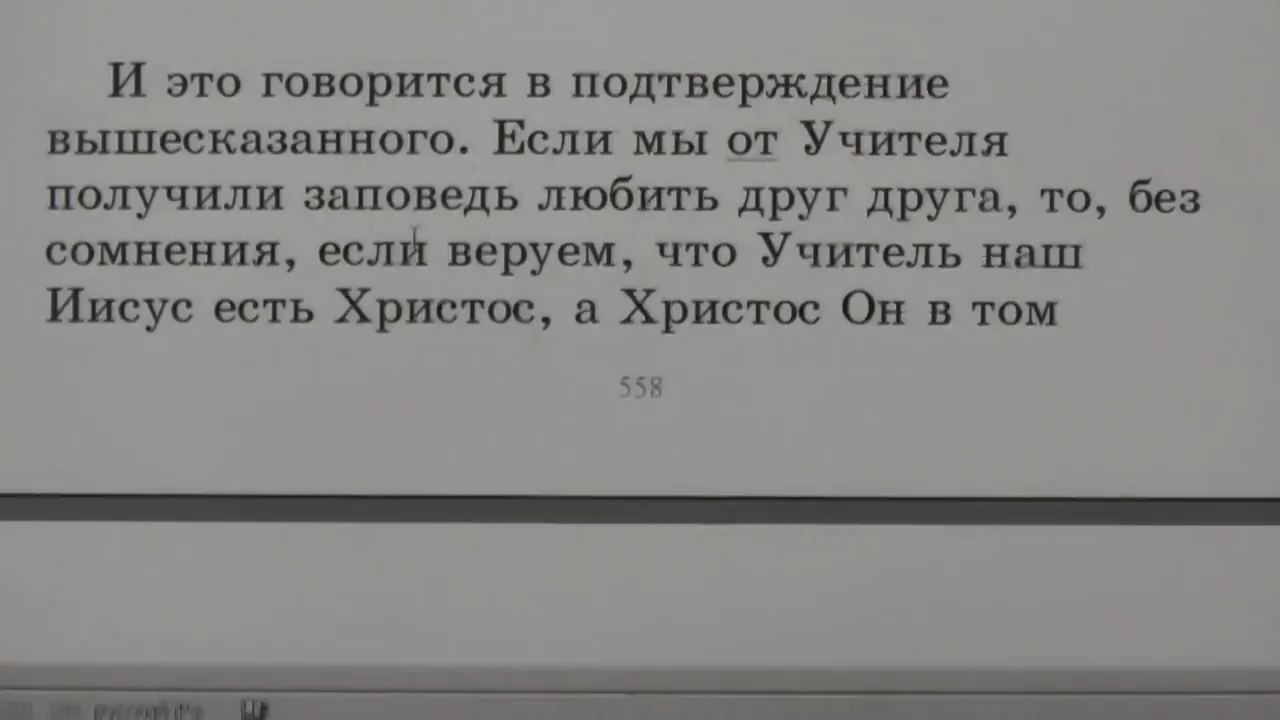 И это говорится в подтверждение
вышесказанного. Если мы от Учителя
получили заповедь любить друг друга, то, без
сомнения, если веруем, что Учитель наш
Иисус есть Христос, а Христос Он в том
558